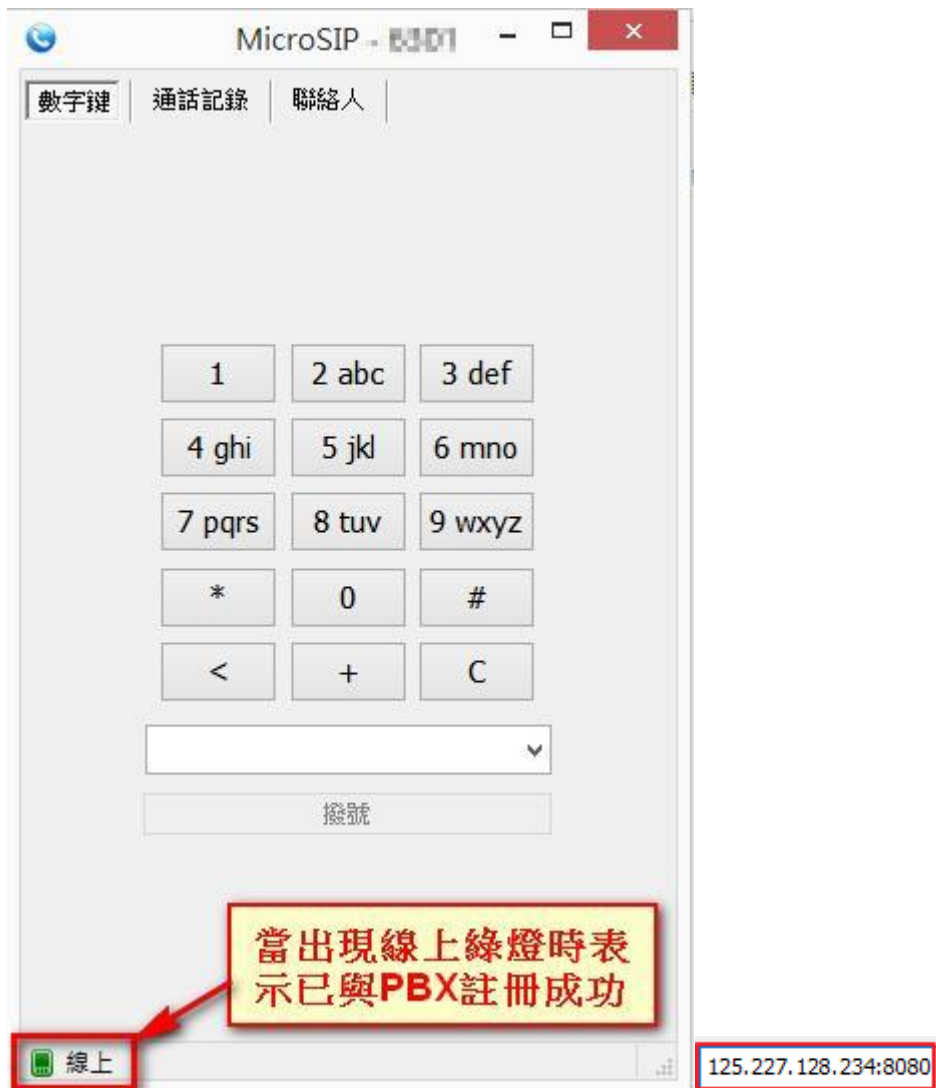 MicroSIP -
數字鍵 通話記錄 聯絡人
1 2 abc 3 def
4 ghi 5 jkl 6 mno
7 pqrs 8 tuv 9 wxyz
* 0 #
< + C
撥號
當出現線上綠燈時表
示已與PBX註冊成功
線上
125.227.128.234:8080